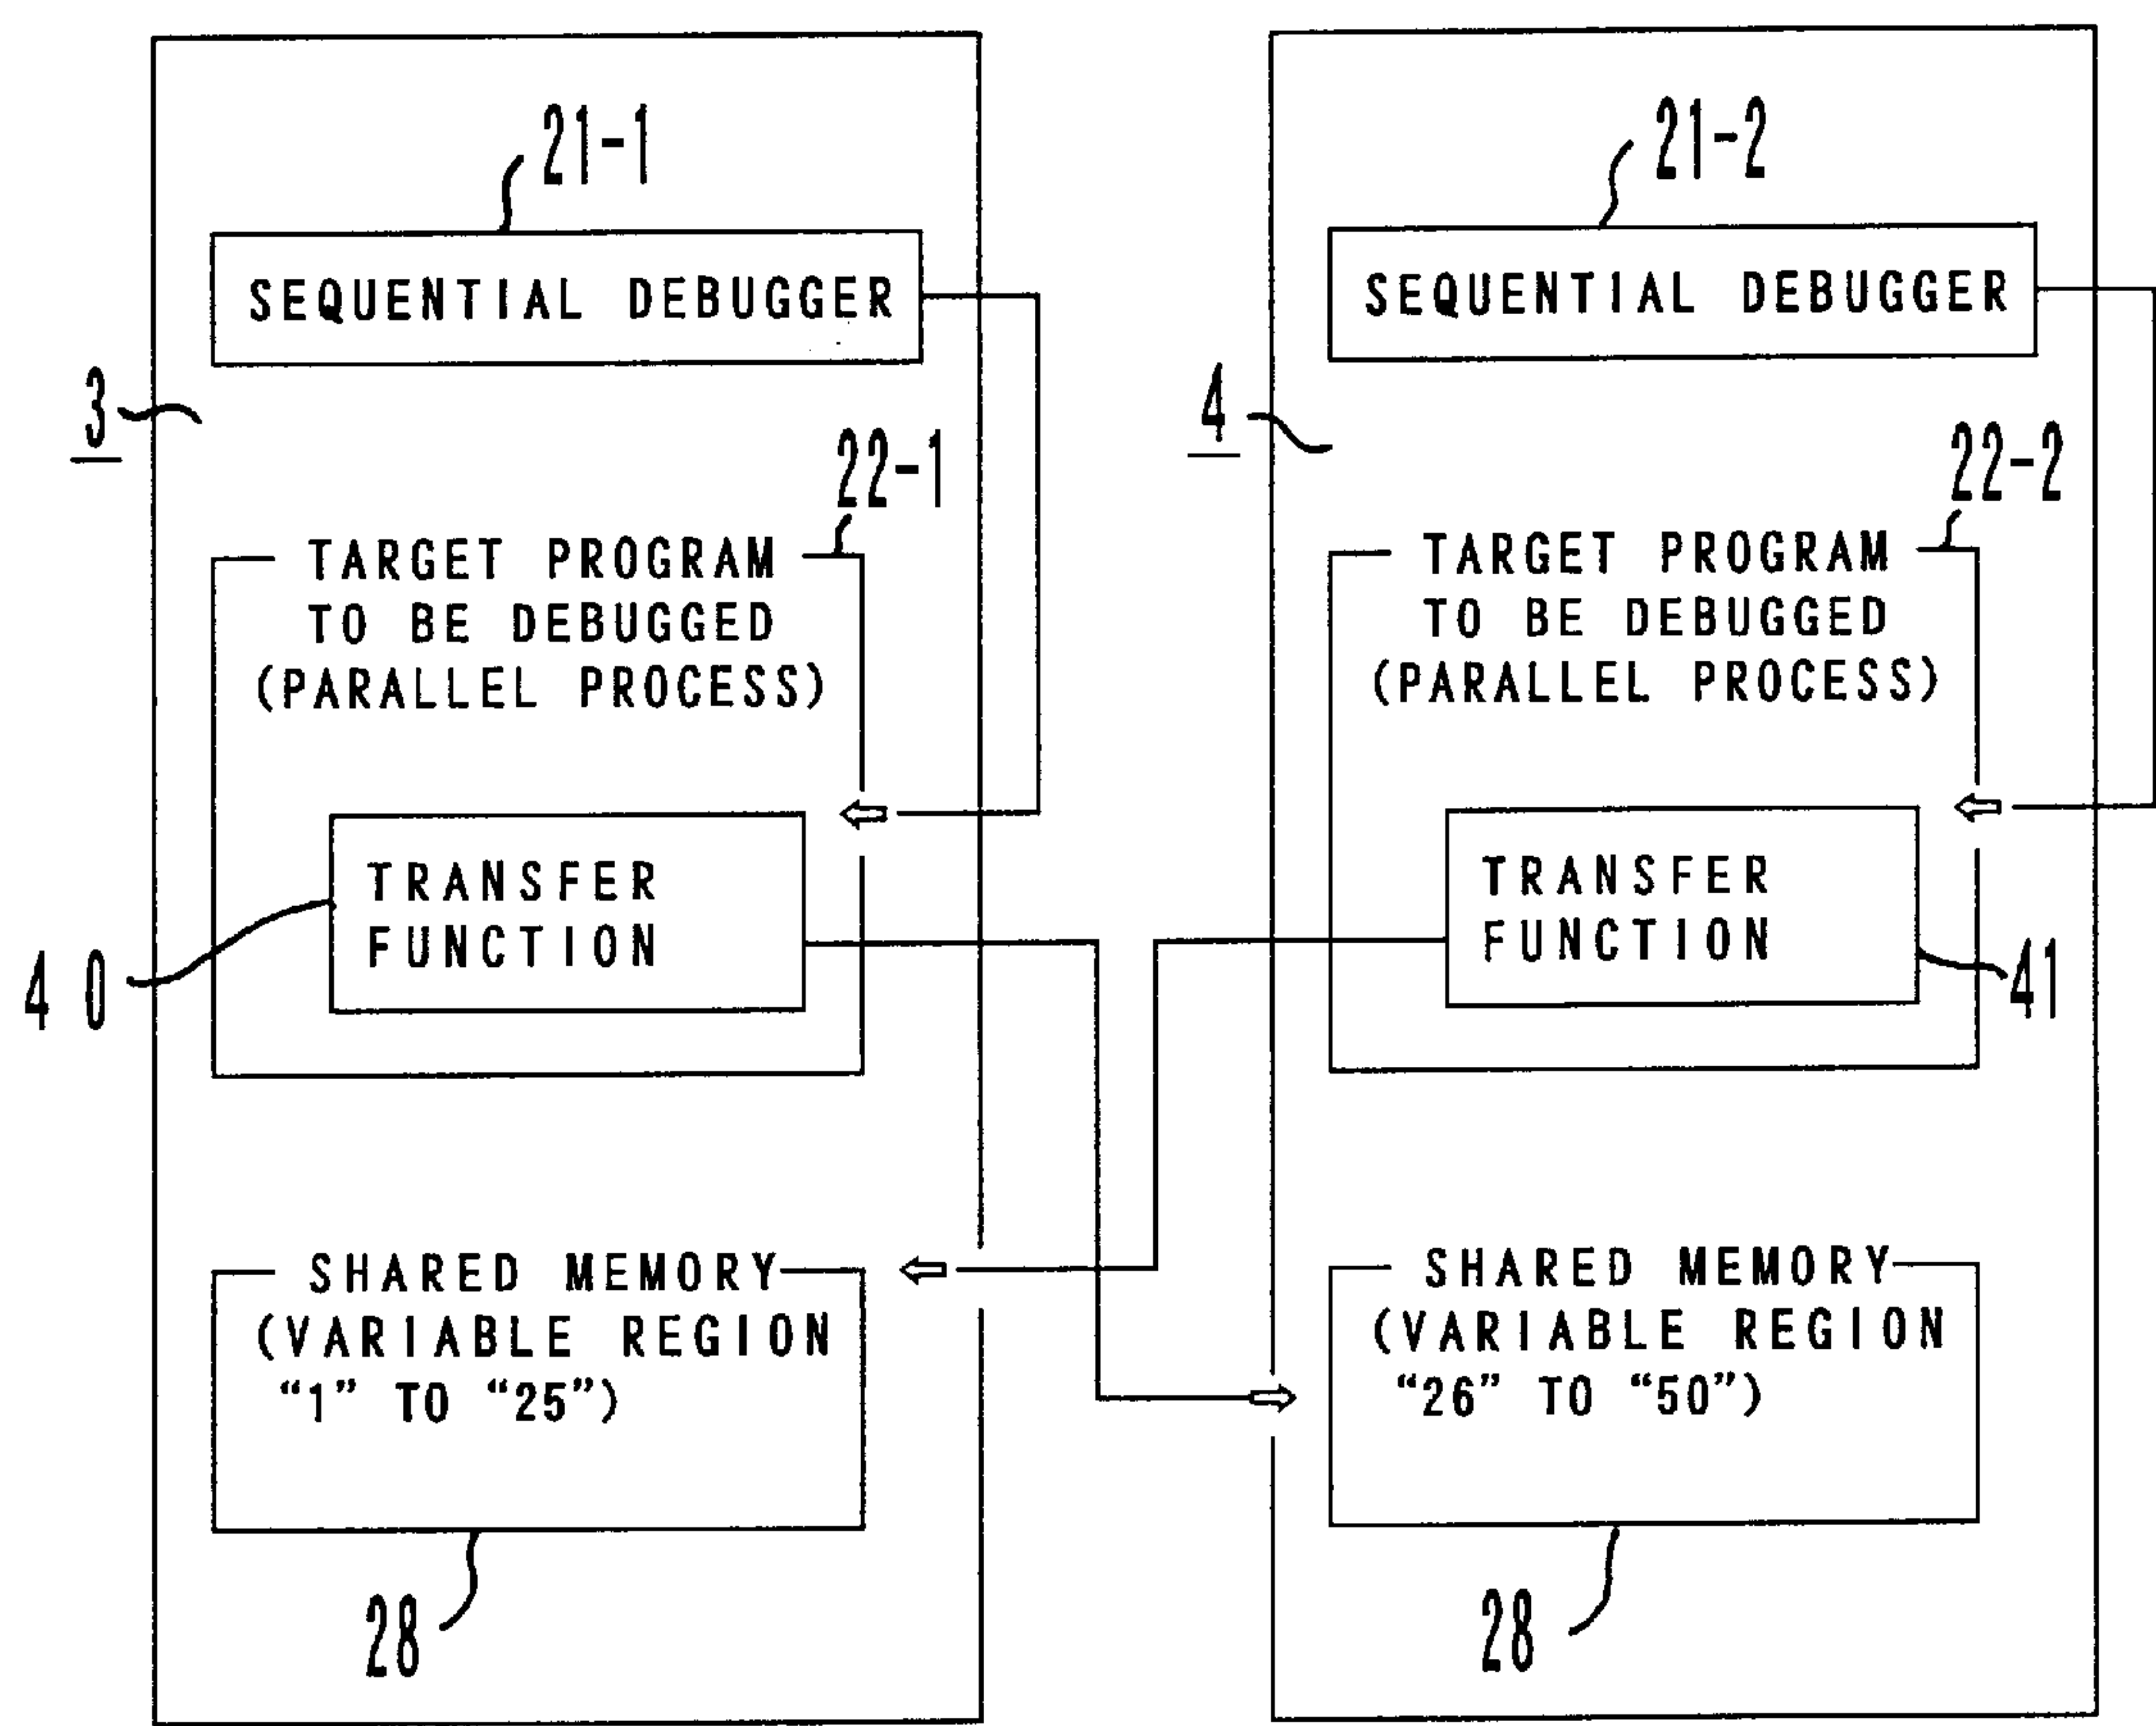 21-1
SEQUENTIAL DEBUGGER
3
22-1
TARGET PROGRAM
TO BE DEBUGGED
(PARALLEL PROCESS)
TRANSFER
FUNCTION
40
SHARED MEMORY
(VARIABLE REGION
“1” TO “25”)
28
21-2
SEQUENTIAL DEBUGGER
4
22-2
TARGET PROGRAM
TO BE DEBUGGED
(PARALLEL PROCESS)
TRANSFER
FUNCTION
41
SHARED MEMORY
(VARIABLE REGION
“26” TO “50”)
28